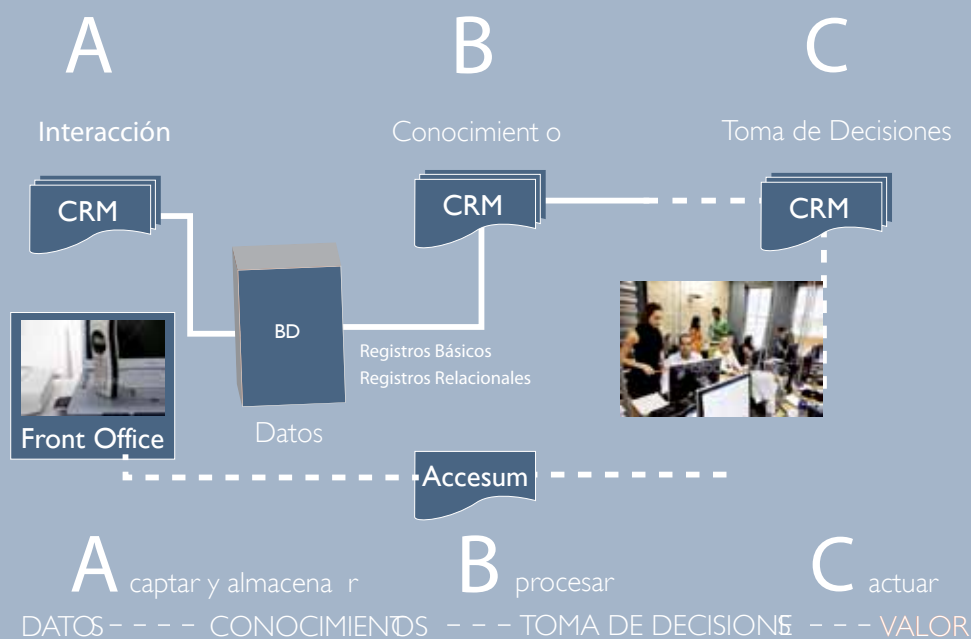 A B C
Interacción Conocimient o Toma de Decisiones
CRM CRM CRM
BD
Registros Básicos
Registros Relacionales
Front Office
Datos
Accesum
A captar y almacena r B procesar C actuar
DATOS - - - - CONOCIMIENTOS - - - - TOMA DE DECISIONES - - - VALOR